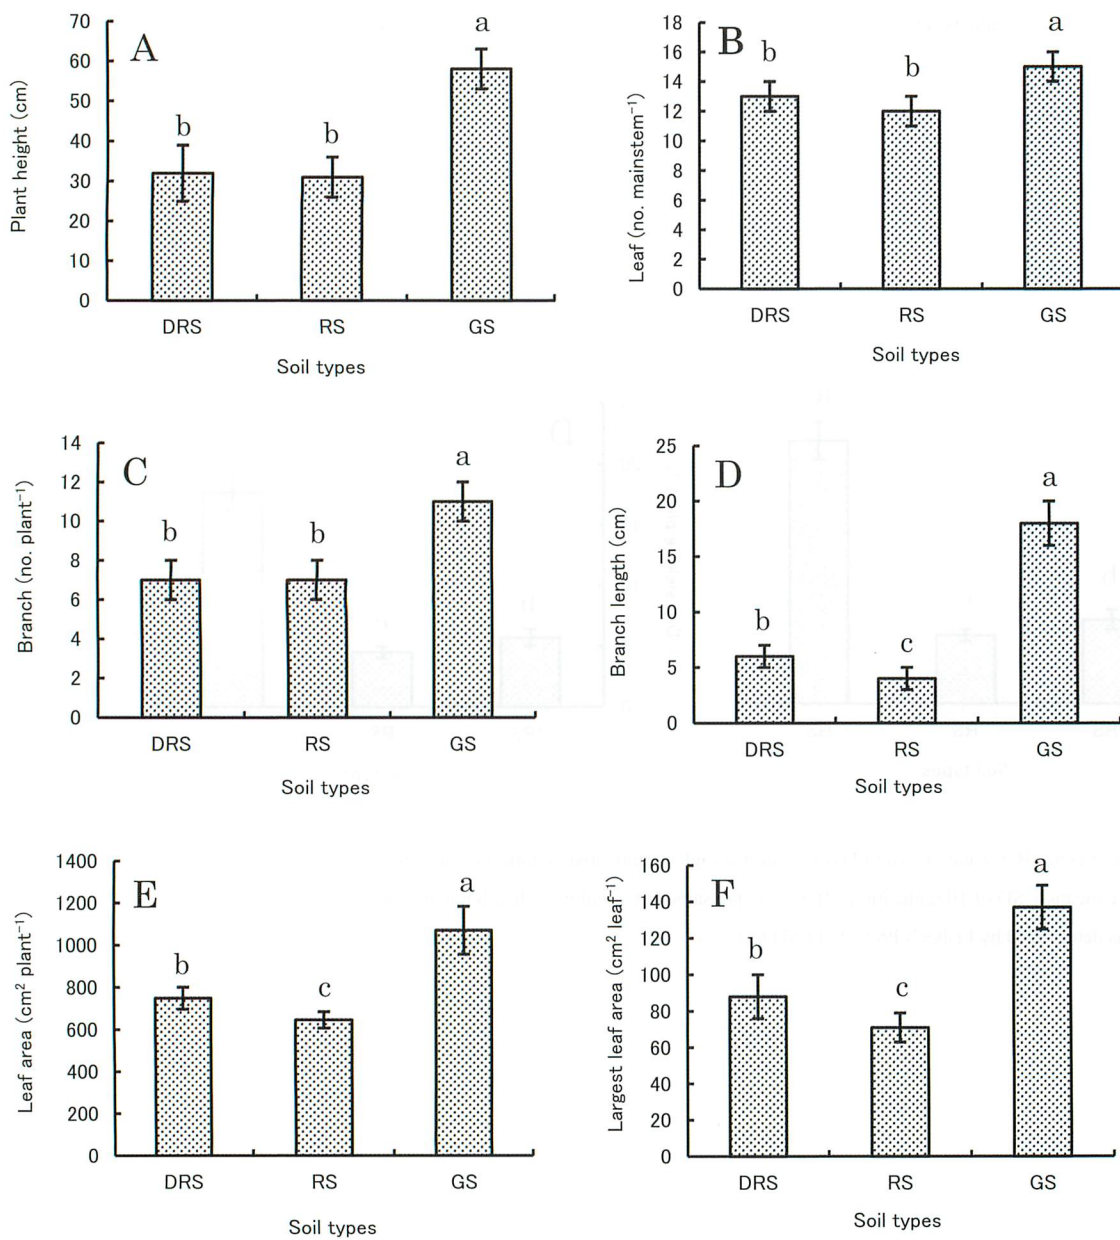 A
Plant height (cm)
70
60
50
40
30
20
10
0
b
b
a
DRS RS GS
Soil types
B
Leaf (no. mainstem⁻¹)
18
16
14
12
10
8
6
4
2
0
b
b
a
DRS RS GS
Soil types
C
Branch (no. plant⁻¹)
14
12
10
8
6
4
2
0
b
b
a
DRS RS GS
Soil types
D
Branch length (cm)
25
20
15
10
5
0
b
c
a
DRS RS GS
Soil types
E
Leaf area (cm² plant⁻¹)
1400
1200
1000
800
600
400
200
0
b
c
a
DRS RS GS
Soil types
F
Largest leaf area (cm² leaf⁻¹)
160
140
120
100
80
60
40
20
0
b
c
a
DRS RS GS
Soil types